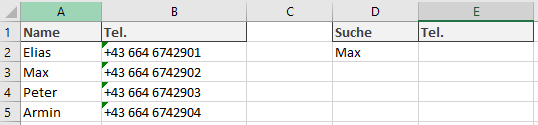 A B C D E
1 Name Tel. Suche Tel.
2 Elias +43 664 6742901 Max
3 Max +43 664 6742902
4 Peter +43 664 6742903
5 Armin +43 664 6742904